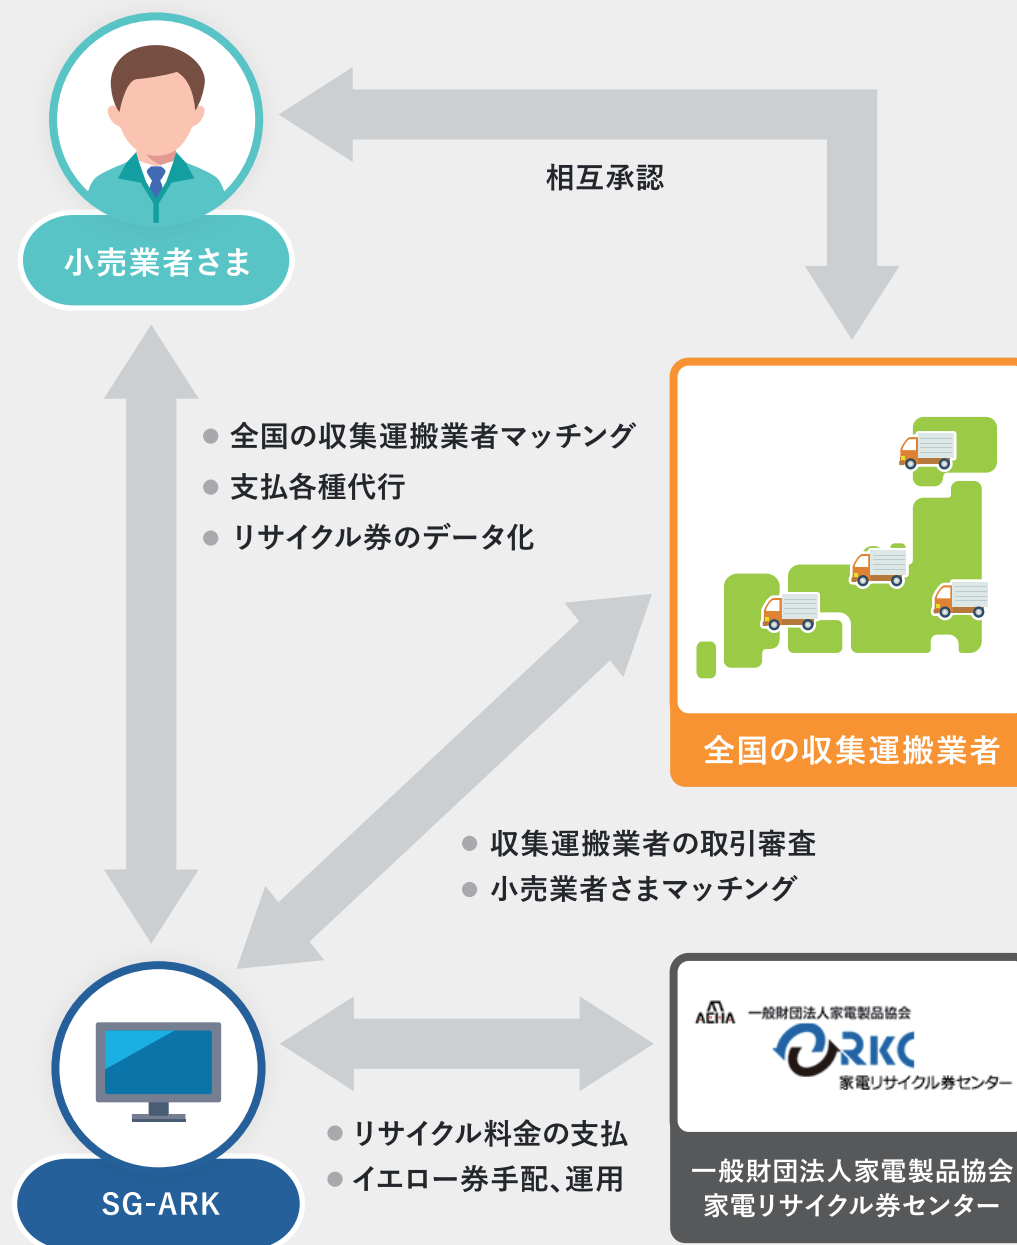 小売業者さま
相互承認
全国の収集運搬業者マッチング
支払各種代行
リサイクル券のデータ化
全国の収集運搬業者
収集運搬業者の取引審査
小売業者さまマッチング
AEHA 一般財団法人家電製品協会
RKC
家電リサイクル券センター
SG-ARK
リサイクル料金の支払
イエロー券手配、運用
一般財団法人家電製品協会
家電リサイクル券センター